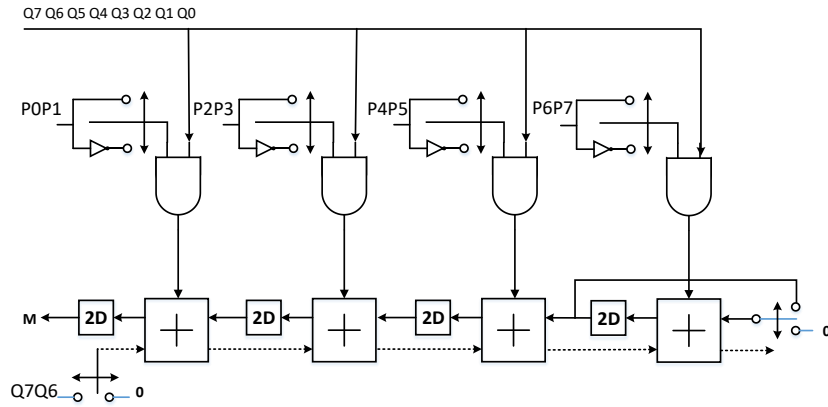 Q7 Q6 Q5 Q4 Q3 Q2 Q1 Q0
P0P1 P2P3 P4P5 P6P7
M 2D 2D 2D 2D
0
Q7Q6 0